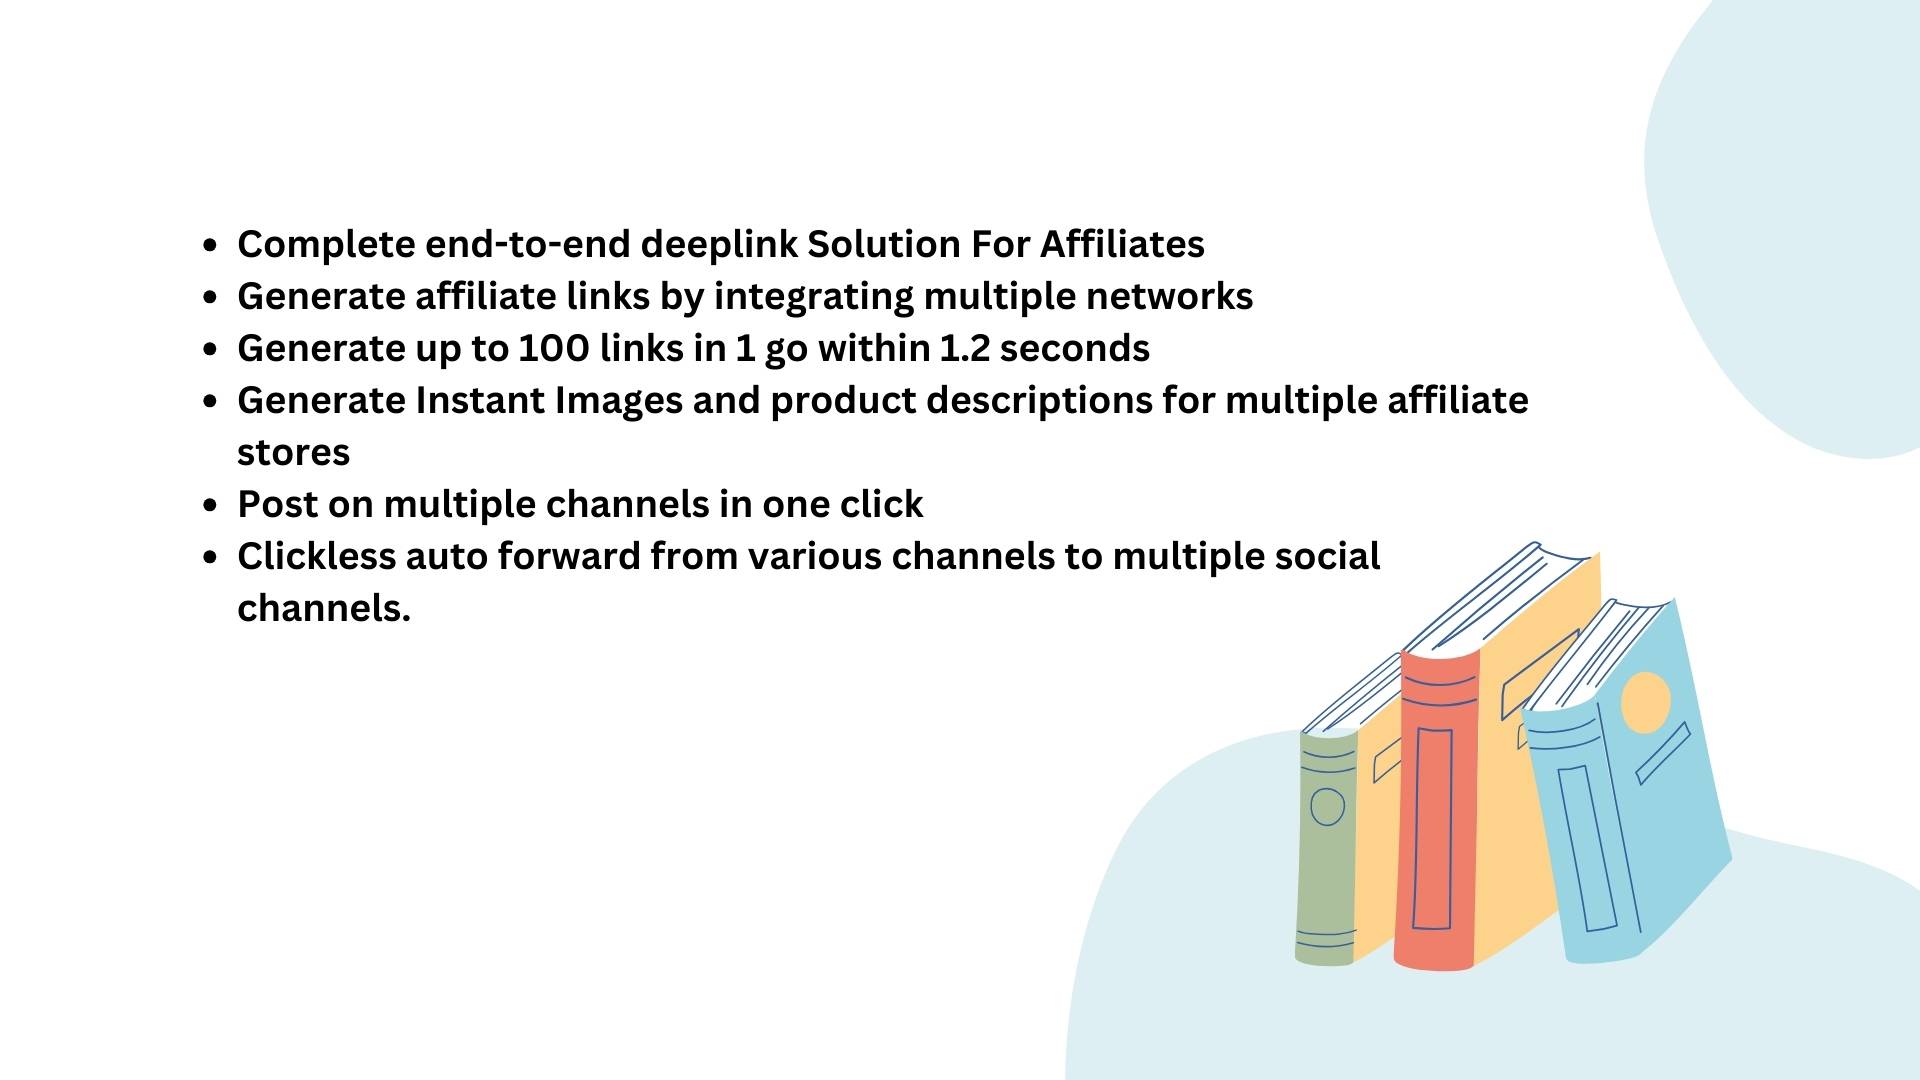 • Complete end-to-end deeplink Solution For Affiliates
• Generate affiliate links by integrating multiple networks
• Generate up to 100 links in 1 go within 1.2 seconds
• Generate Instant Images and product descriptions for multiple affiliate
stores
• Post on multiple channels in one click
• Clickless auto forward from various channels to multiple social
channels.